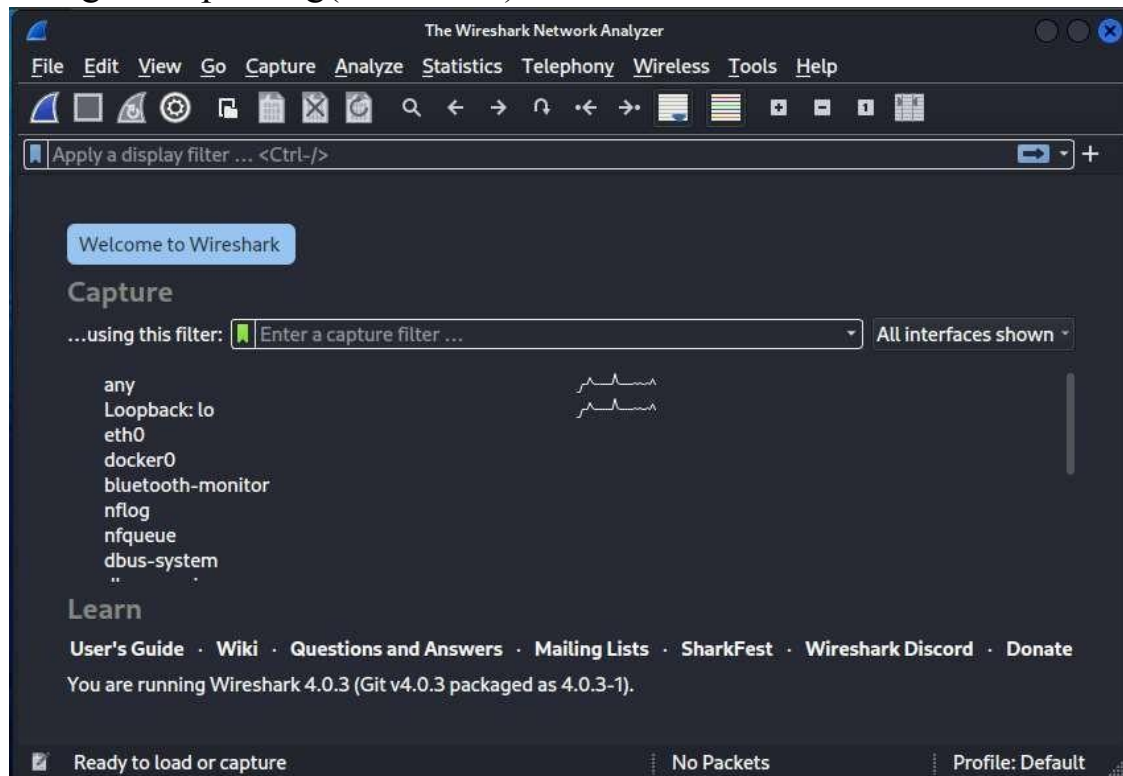 The Wireshark Network Analyzer
File Edit View Go Capture Analyze Statistics Telephony Wireless Tools Help
Apply a display filter ... <Ctrl-/>
Welcome to Wireshark
Capture
...using this filter: Enter a capture filter ... All interfaces shown
any
Loopback: lo
eth0
docker0
bluetooth-monitor
nflog
nfqueue
dbus-system
Learn
User's Guide · Wiki · Questions and Answers · Mailing Lists · SharkFest · Wireshark Discord · Donate
You are running Wireshark 4.0.3 (Git v4.0.3 packaged as 4.0.3-1).
Ready to load or capture No Packets Profile: Default